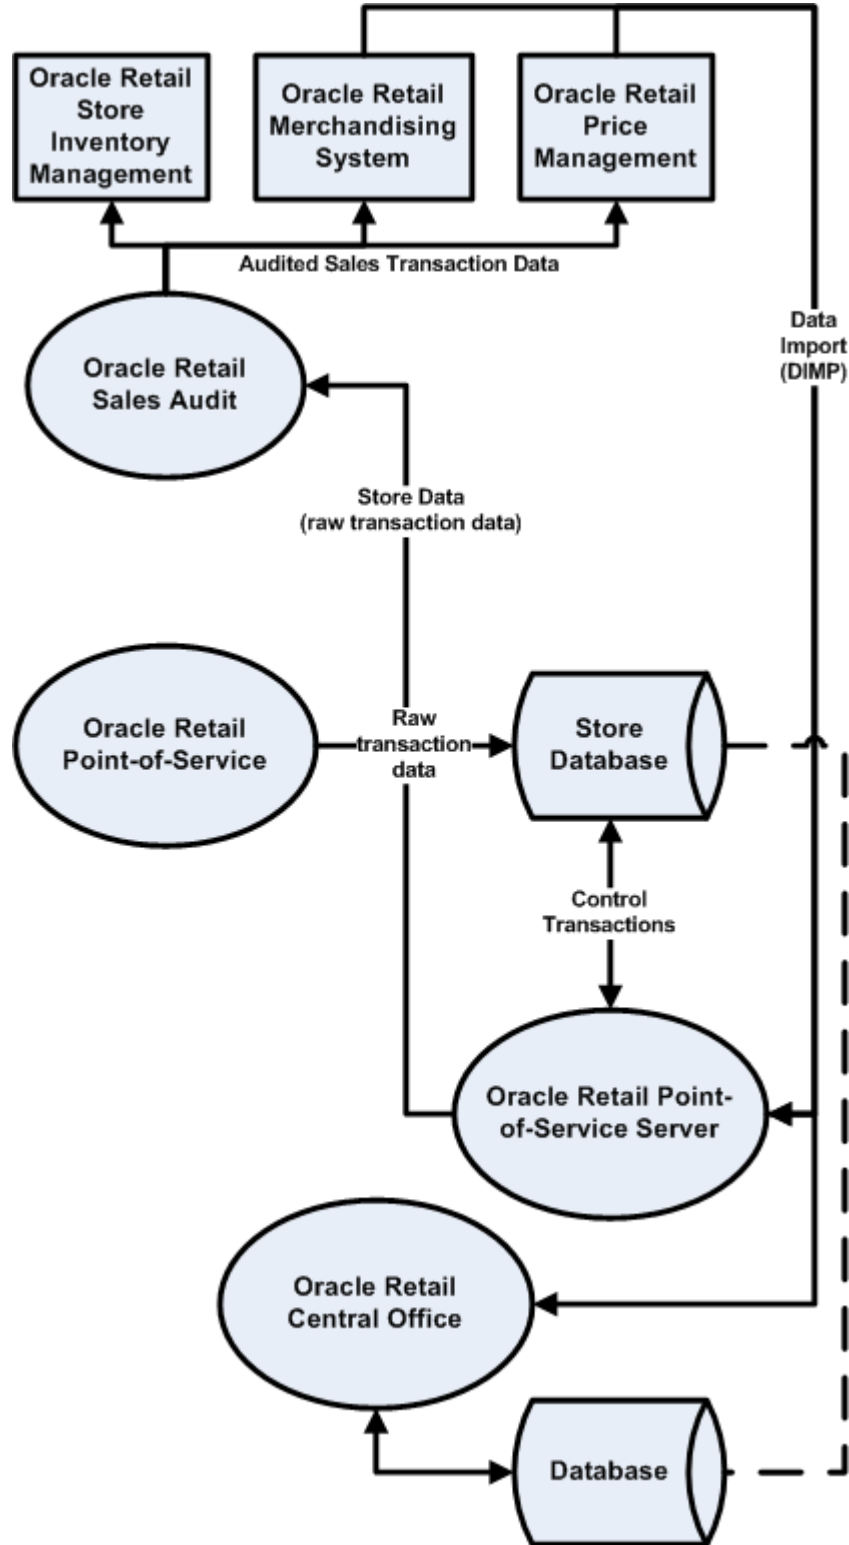 Oracle Retail
Store
Inventory
Management
Oracle Retail
Merchandising
System
Oracle Retail
Price
Management
Audited Sales Transaction Data
Data
Import
(DIMP)
Oracle Retail
Sales Audit
Store Data
(raw transaction data)
Oracle Retail
Point-of-Service
Raw
transaction
data
Store
Database
Control
Transactions
Oracle Retail Point-
of-Service Server
Oracle Retail
Central Office
Database